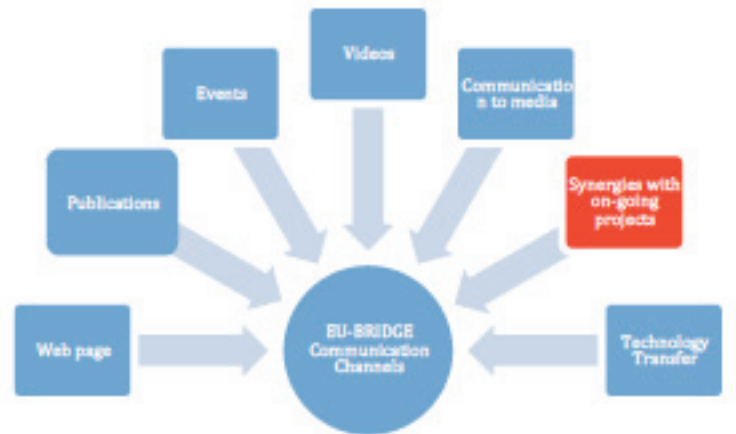 Videos
Events
Communicatio
n to media
Publications
Synergies with
on-going
projects
Web page
EU-BRIDGE
Communication
Channels
Technology
Transfer